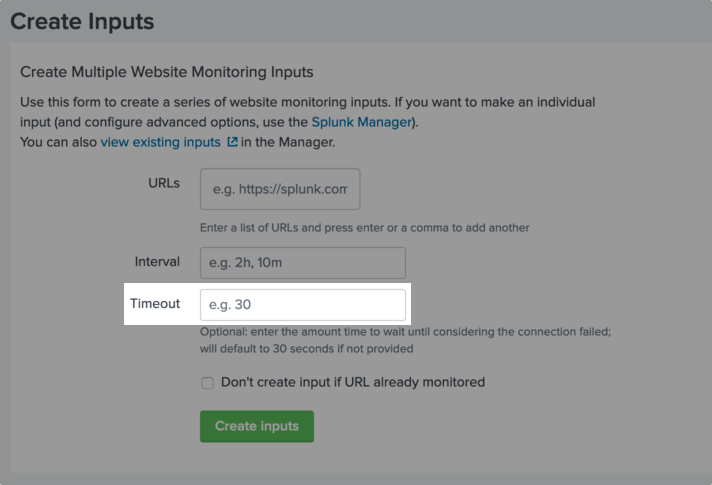 Create Inputs
Create Multiple Website Monitoring Inputs
Use this form to create a series of website monitoring inputs. If you want to make an individual
input (and configure advanced options, use the Splunk Manager).
You can also view existing inputs in the Manager.
URLs
e.g. https://splunk.com
Enter a list of URLs and press enter or a comma to add another
Interval
e.g. 2h, 10m
Timeout
e.g. 30
Optional: enter the amount time to wait until considering the connection failed;
will default to 30 seconds if not provided
Don't create input if URL already monitored
Create inputs